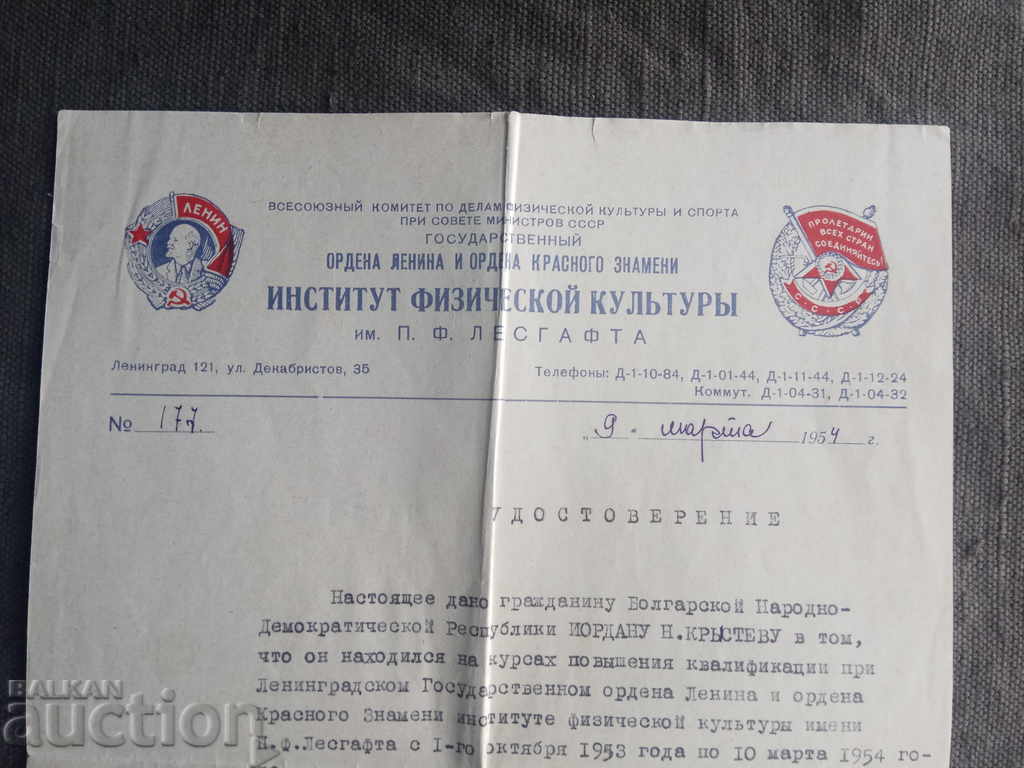 ВСЕСОЮЗНЫЙ КОМИТЕТ ПО ДЕЛАМ ФИЗИЧЕСКОЙ КУЛЬТУРЫ И СПОРТА
ПРИ СОВЕТЕ МИНИСТРОВ СССР
ГОСУДАРСТВЕННЫЙ
ОРДЕНА ЛЕНИНА И ОРДЕНА КРАСНОГО ЗНАМЕНИ
ИНСТИТУТ ФИЗИЧЕСКОЙ КУЛЬТУРЫ
им. П. Ф. ЛЕСГАФТА
ЛЕНИН
ПРОЛЕТАРИИ
ВСЕХ СТРАН
СОЕДИНЯЙТЕСЬ!
С·С·С·Р
Ленинград 121, ул. Декабристов, 35
Телефоны: Д-1-10-84, Д-1-01-44, Д-1-11-44, Д-1-12-24
Коммут. Д-1-04-31, Д-1-04-32
№ 177.
„9" марта 1954 г.
УДОСТОВЕРЕНИЕ
Настоящее дано гражданину Болгарской Народно-
Демократической Республики ИОРДАНУ Н.КРЫСТЕВУ в том,
что он находился на курсах повышения квалификации при
Ленинградском Государственном ордена Ленина и ордена
Красного Знамени институте физической культуры имени
П.Ф.Лесгафта с 1-го октября 1953 года по 10 марта 1954 го-
BALKAN
auction